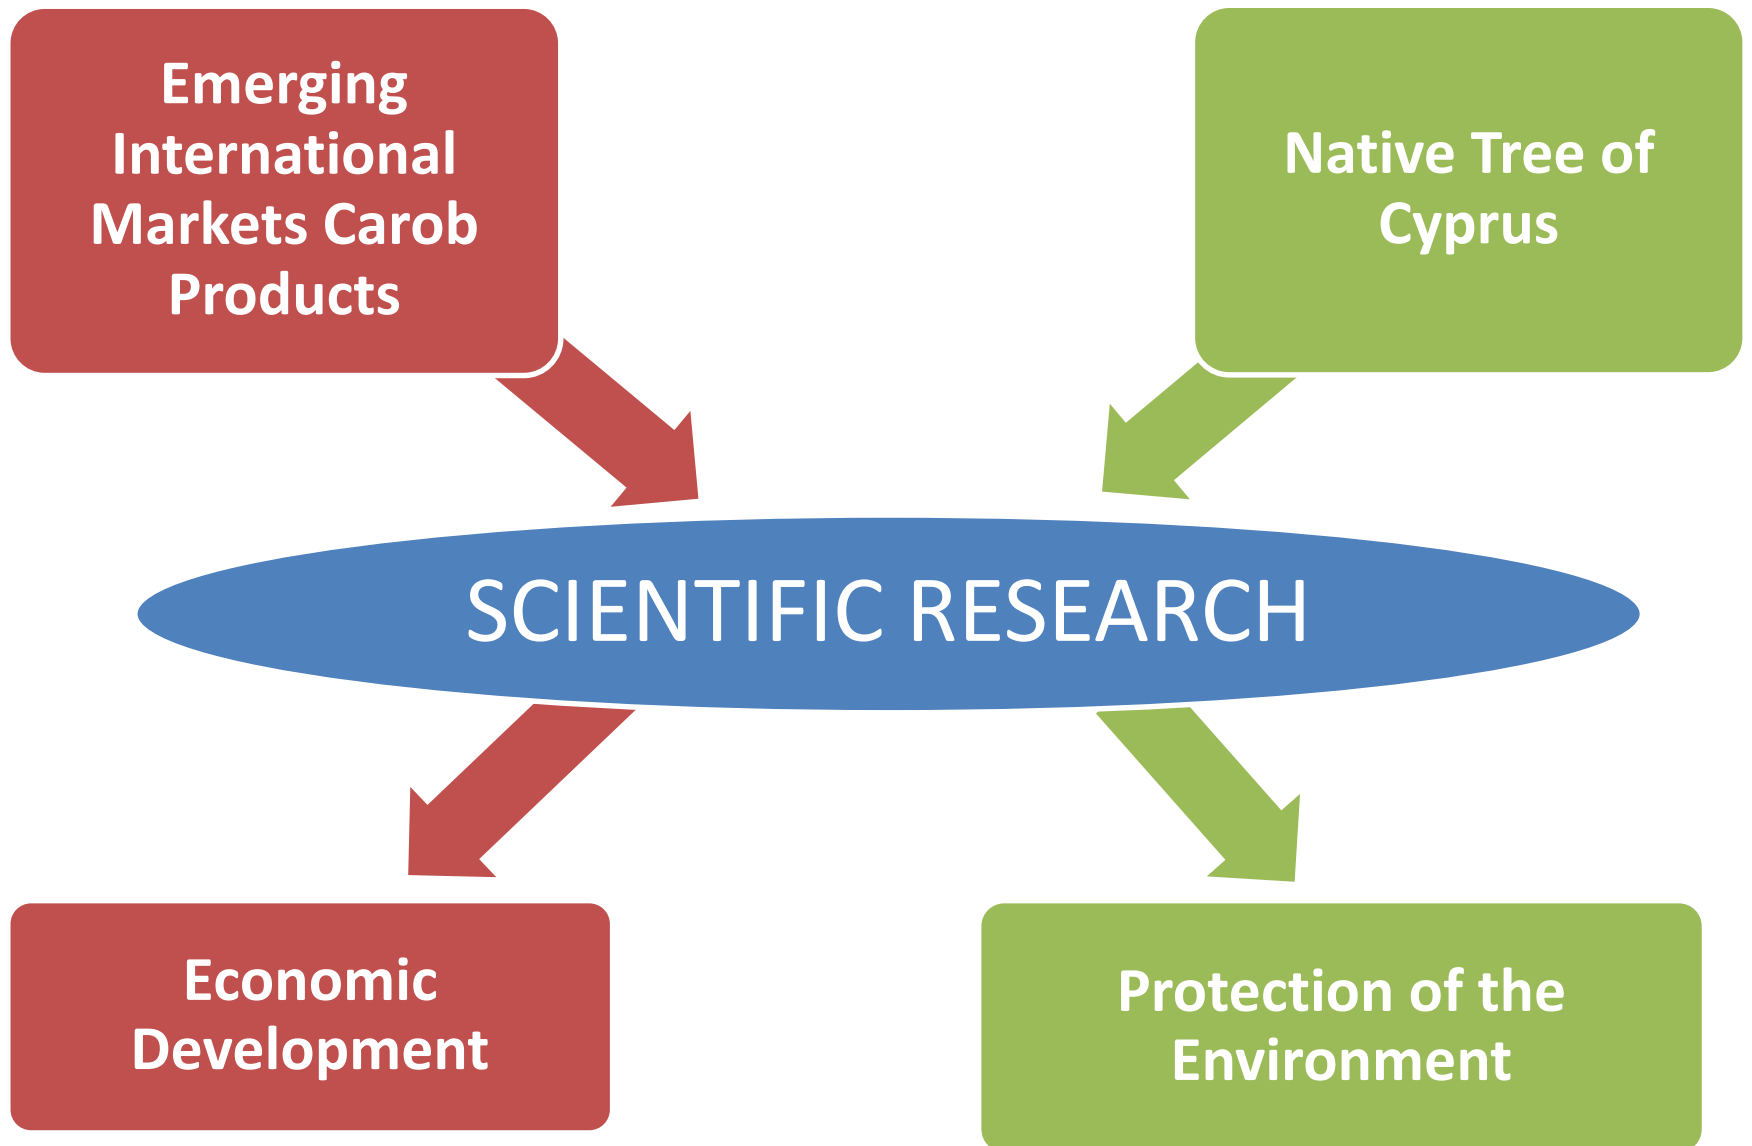 Emerging
International
Markets Carob
Products
Native Tree of
Cyprus
SCIENTIFIC RESEARCH
Economic
Development
Protection of the
Environment